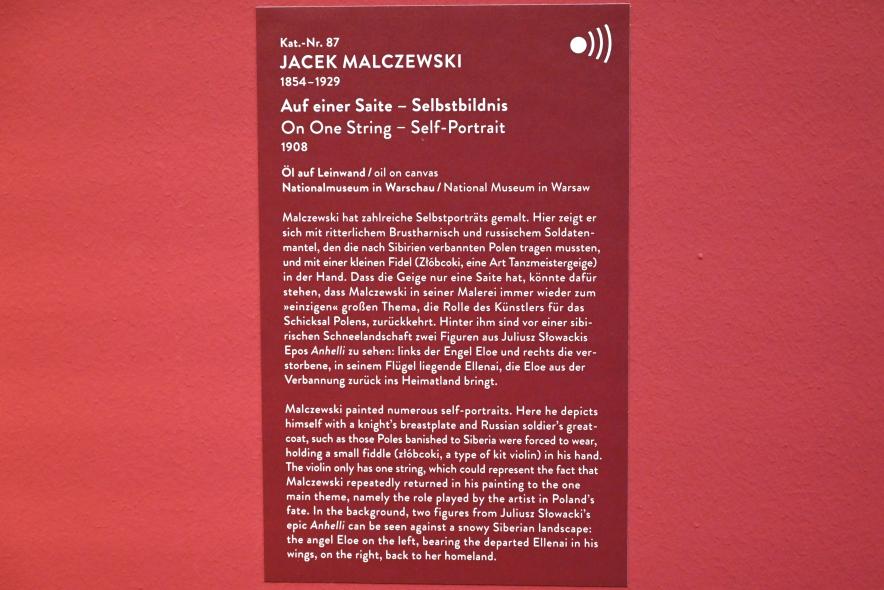 Kat.-Nr. 87
JACEK MALCZEWSKI
1854–1929
Auf einer Saite – Selbstbildnis
On One String – Self-Portrait
1908
Öl auf Leinwand / oil on canvas
Nationalmuseum in Warschau / National Museum in Warsaw
Malczewski hat zahlreiche Selbstporträts gemalt. Hier zeigt er
sich mit ritterlichem Brustharnisch und russischem Soldaten-
mantel, den die nach Sibirien verbannten Polen tragen mussten,
und mit einer kleinen Fidel (Złóbcoki, eine Art Tanzmeistergeige)
in der Hand. Dass die Geige nur eine Saite hat, könnte dafür
stehen, dass Malczewski in seiner Malerei immer wieder zum
»einzigen« großen Thema, die Rolle des Künstlers für das
Schicksal Polens, zurückkehrt. Hinter ihm sind vor einer sibi-
rischen Schneelandschaft zwei Figuren aus Juliusz Słowackis
Epos Anhelli zu sehen: links der Engel Eloe und rechts die ver-
storbene, in seinem Flügel liegende Ellenai, die Eloe aus der
Verbannung zurück ins Heimatland bringt.
Malczewski painted numerous self-portraits. Here he depicts
himself with a knight's breastplate and Russian soldier's great-
coat, such as those Poles banished to Siberia were forced to wear,
holding a small fiddle (złóbcoki, a type of kit violin) in his hand.
The violin only has one string, which could represent the fact that
Malczewski repeatedly returned in his painting to the one
main theme, namely the role played by the artist in Poland's
fate. In the background, two figures from Juliusz Słowacki's
epic Anhelli can be seen against a snowy Siberian landscape:
the angel Eloe on the left, bearing the departed Ellenai in his
wings, on the right, back to her homeland.